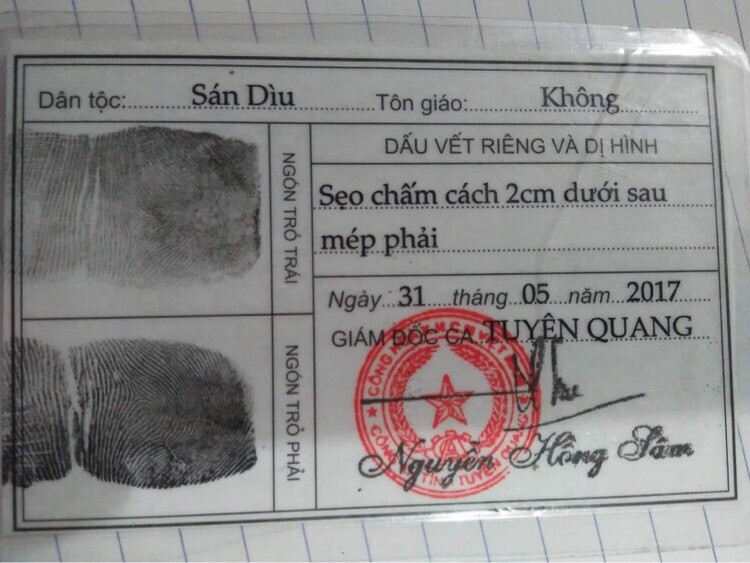 Dân tộc: Sán Dìu Tôn giáo: Không
NGÓN TRỎ TRÁI
NGÓN TRỎ PHẢI
DẤU VẾT RIÊNG VÀ DỊ HÌNH
Sẹo chấm cách 2cm dưới sau
mép phải
Ngày 31 tháng 05 năm 2017
GIÁM ĐỐC CA TUYÊN QUANG
Nguyễn Hồng Sâm